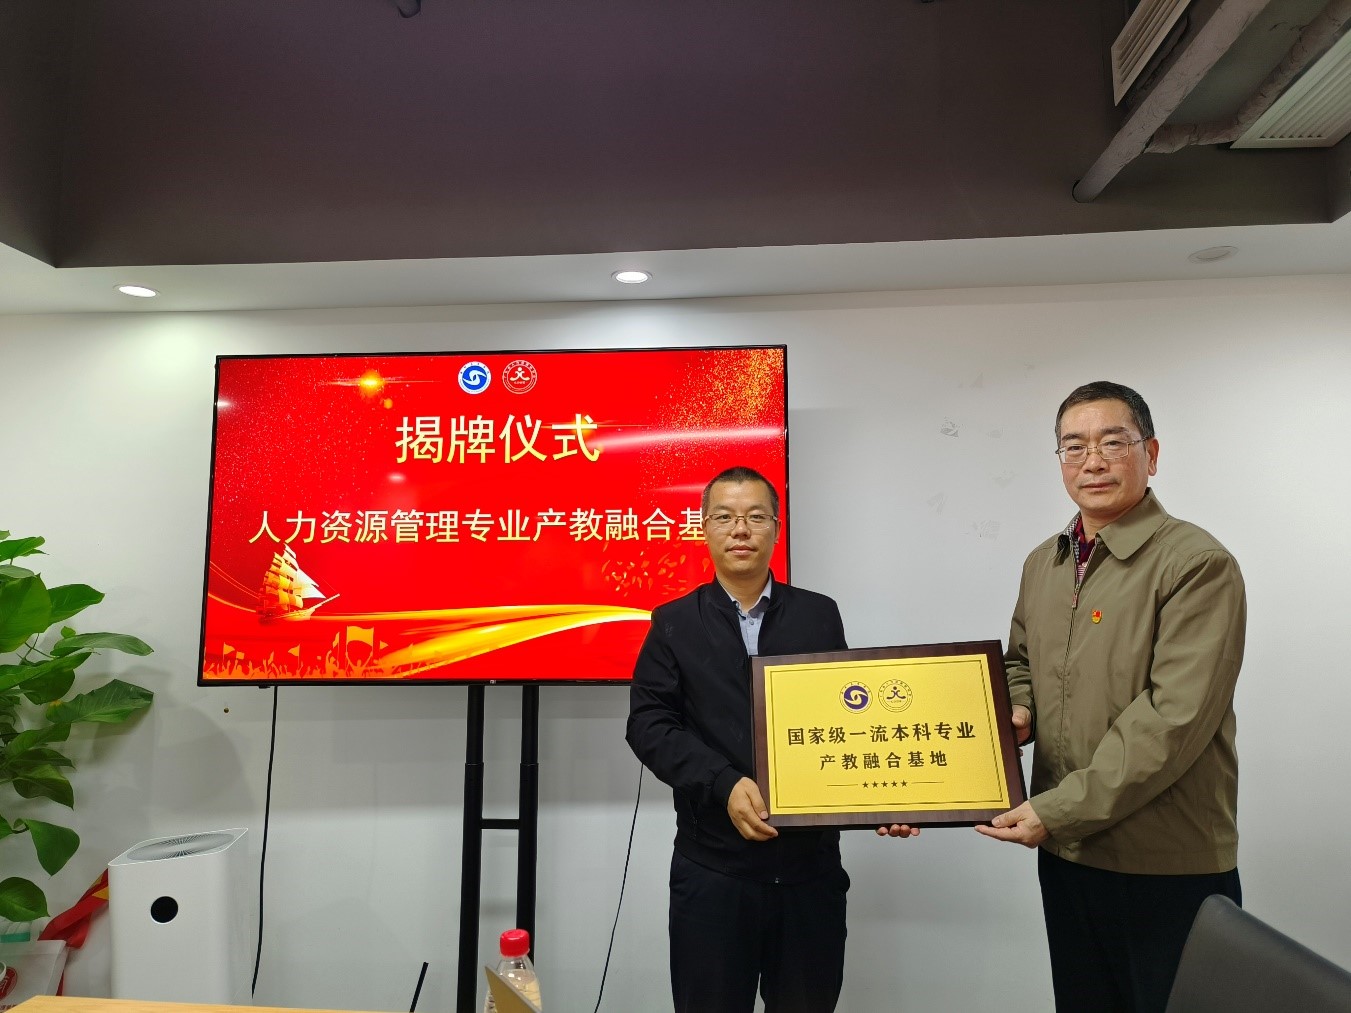 揭牌仪式
人力资源管理专业产教融合基
国家级一流本科专业
产教融合基地
★★★★★